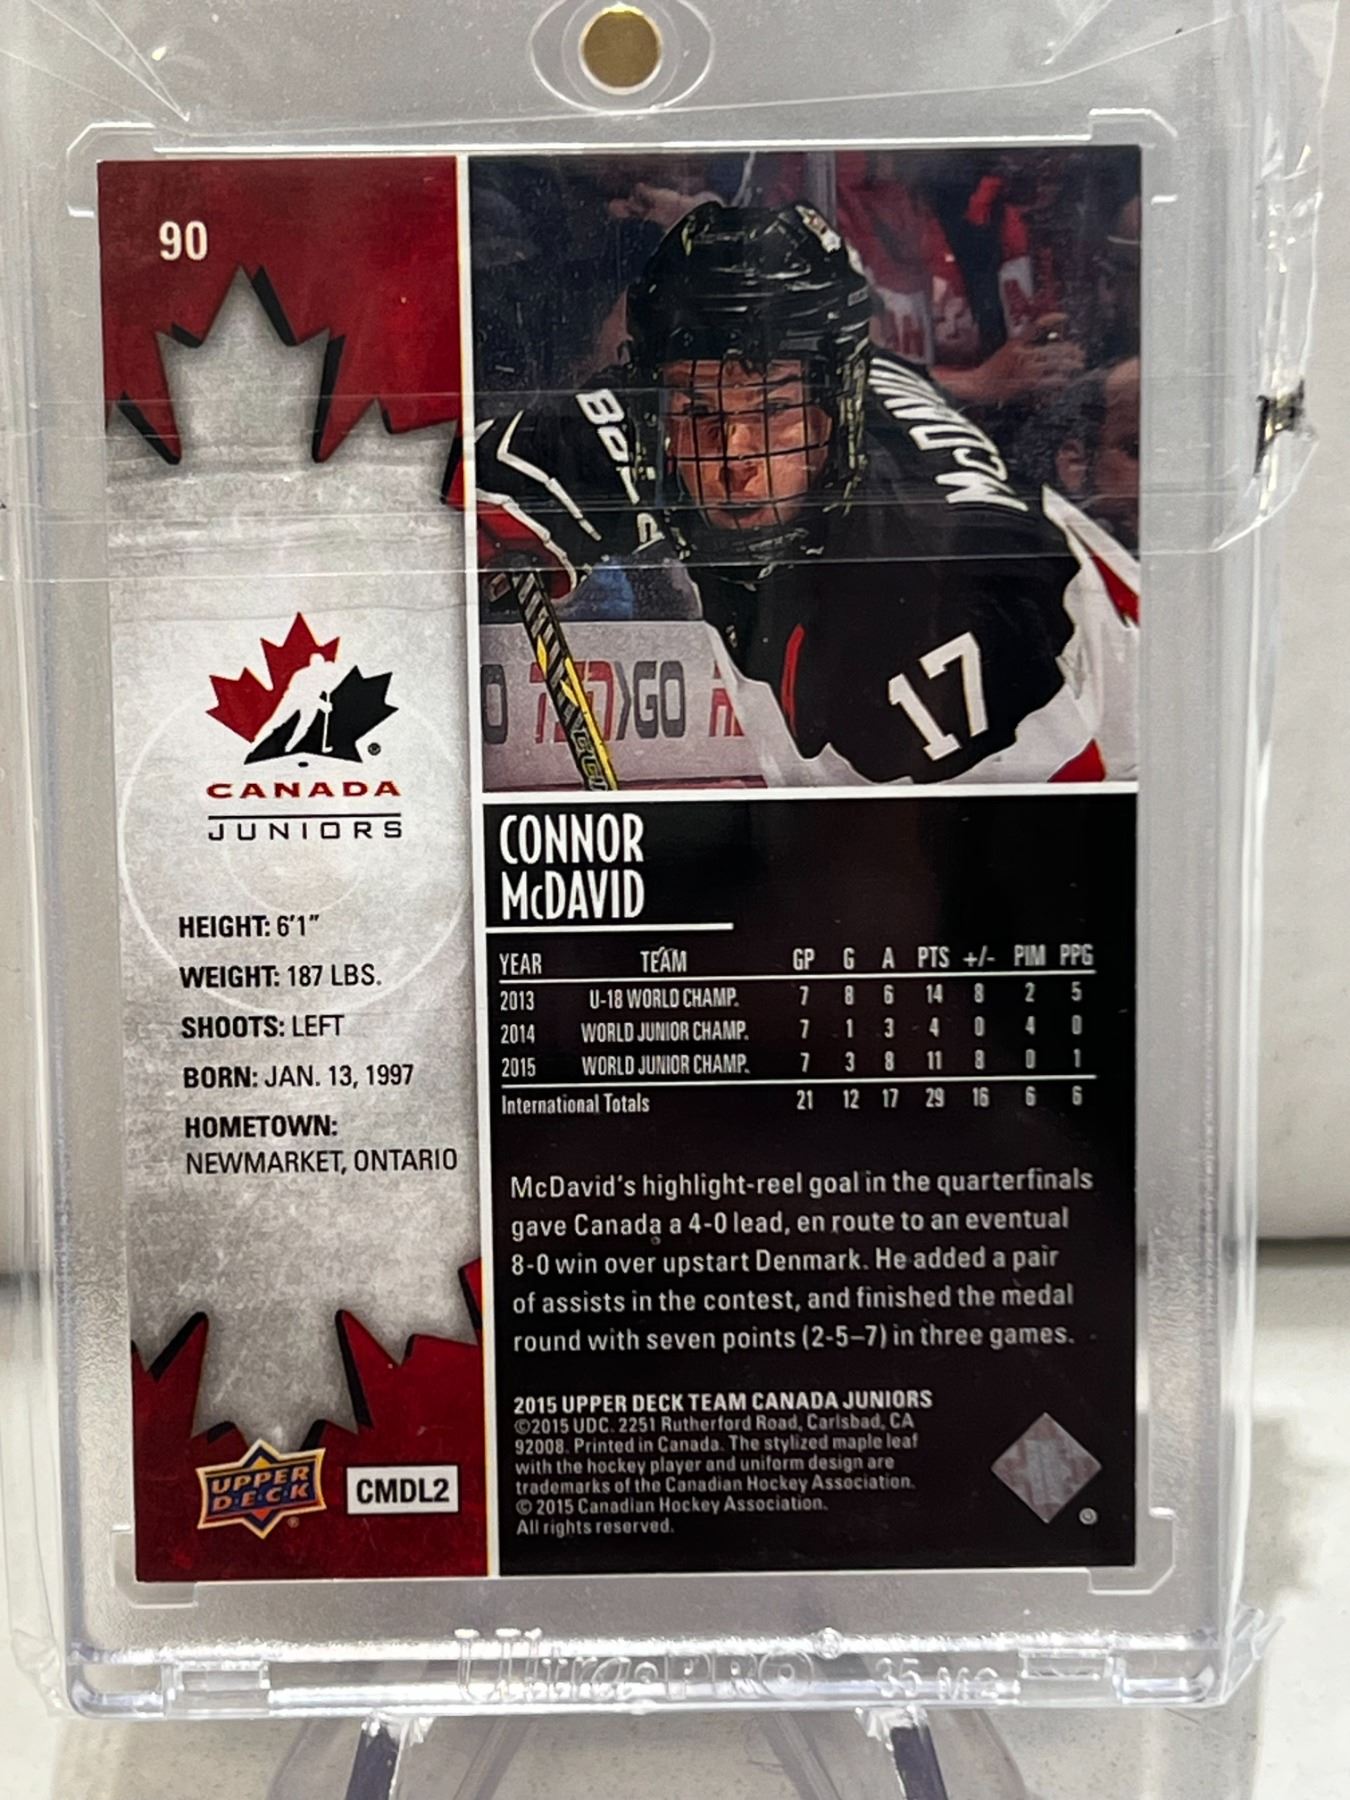 90
BAUER
McDAVID
17
GO
CANADA
JUNIORS
HEIGHT: 6'1"
WEIGHT: 187 LBS.
SHOOTS: LEFT
BORN: JAN. 13, 1997
HOMETOWN:
NEWMARKET, ONTARIO
UPPER
DECK
CMDL2
CONNOR
McDAVID
YEAR TEAM GP G A PTS +/- PIM PPG
2013 U-18 WORLD CHAMP. 7 8 6 14 8 2 5
2014 WORLD JUNIOR CHAMP. 7 1 3 4 0 4 0
2015 WORLD JUNIOR CHAMP. 7 3 8 11 8 0 1
International Totals 21 12 17 29 16 6 6
McDavid's highlight-reel goal in the quarterfinals
gave Canada a 4-0 lead, en route to an eventual
8-0 win over upstart Denmark. He added a pair
of assists in the contest, and finished the medal
round with seven points (2-5–7) in three games.
2015 UPPER DECK TEAM CANADA JUNIORS
©2015 UDC. 2251 Rutherford Road, Carlsbad, CA
92008. Printed in Canada. The stylized maple leaf
with the hockey player and uniform design are
trademarks of the Canadian Hockey Association.
© 2015 Canadian Hockey Association.
All rights reserved.
Ultra•PRO 35